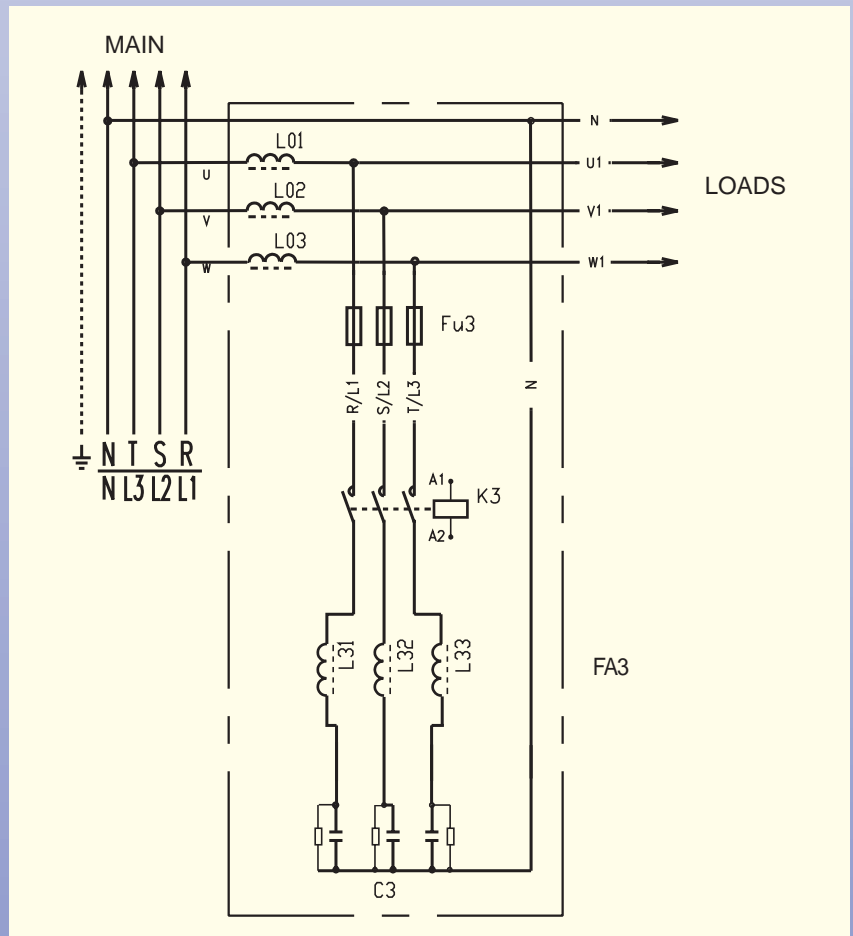 MAIN
N
L01
U
U1
L02
LOADS
V
V1
L03
W
W1
Fu3
R/L1
S/L2
T/L3
N
N T S R
N L3 L2 L1
A1
K3
A2
L31
L32
L33
FA3
C3